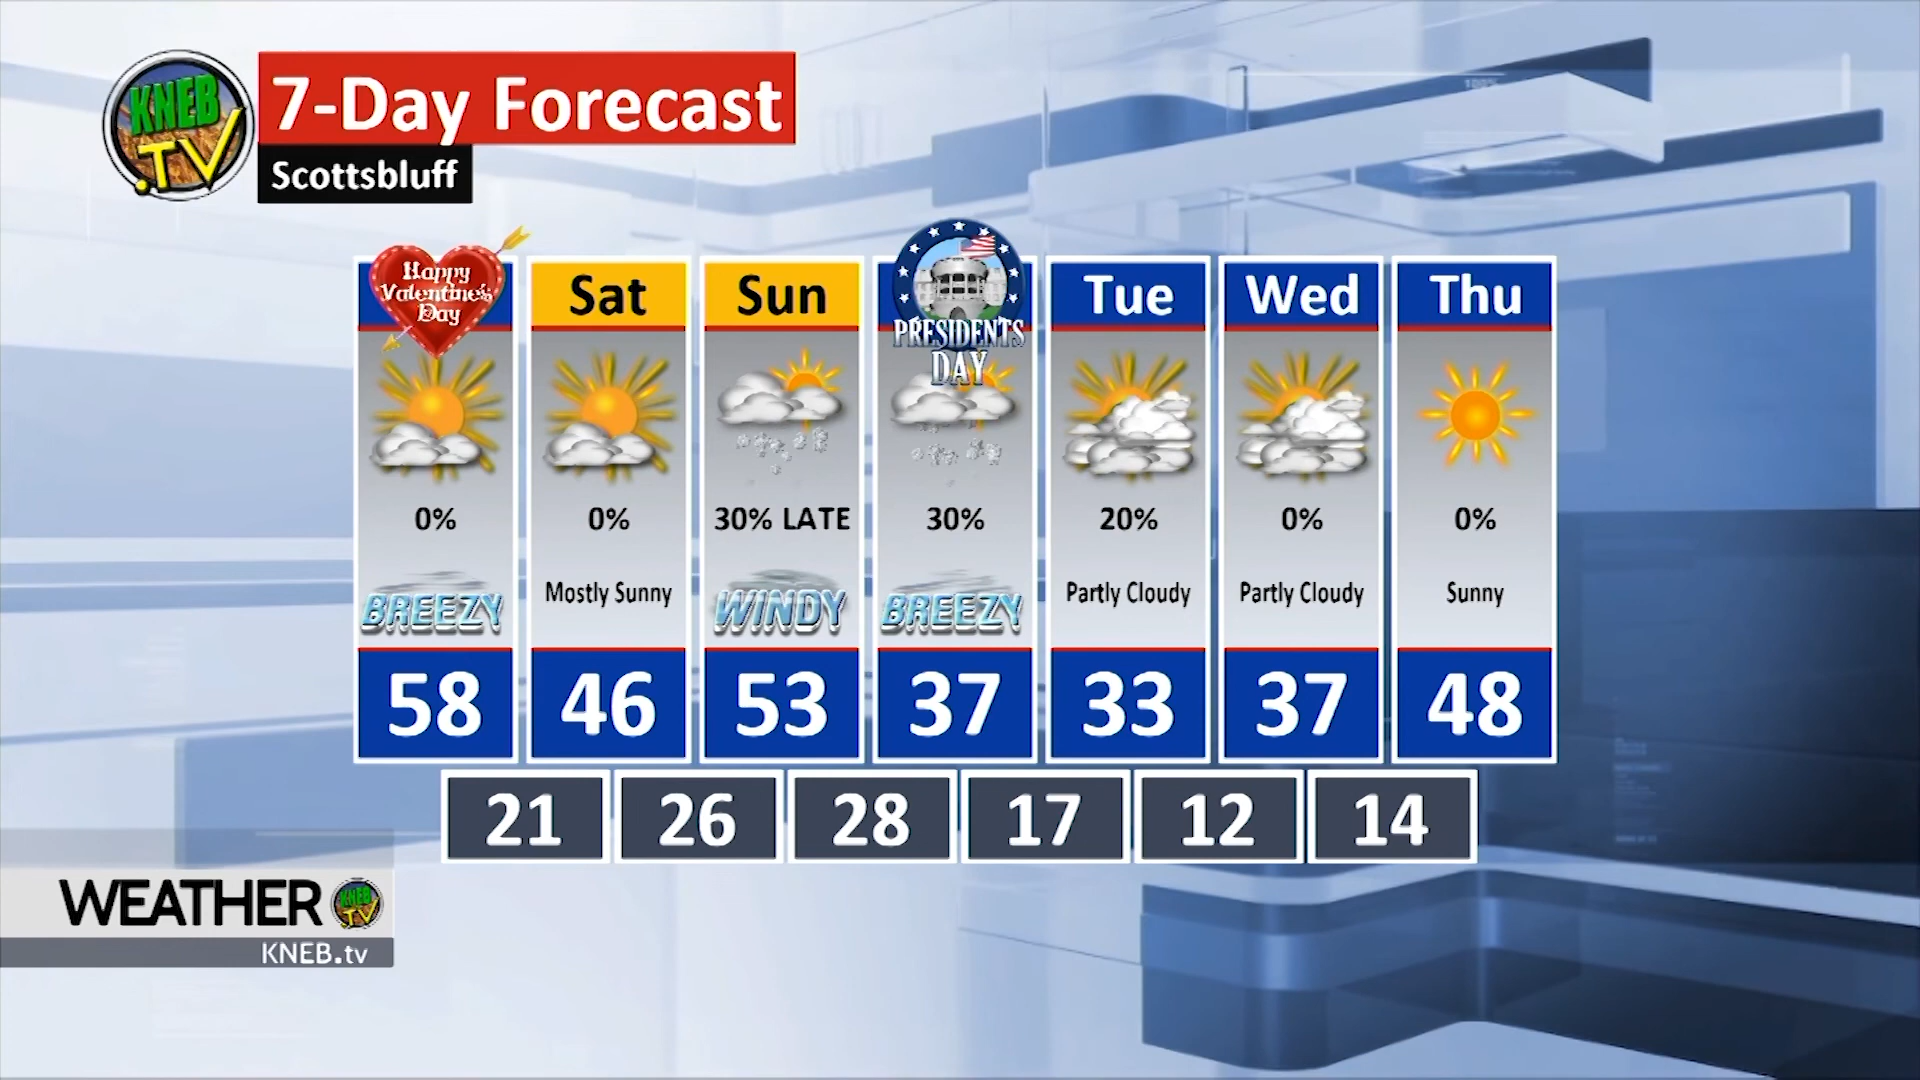 KNEB
.TV
7-Day Forecast
Scottsbluff
Happy
Valentine's
Day
Sat
Sun
PRESIDENTS
DAY
Tue
Wed
Thu
0%
0%
30% LATE
30%
20%
0%
0%
BREEZY
Mostly Sunny
WINDY
BREEZY
Partly Cloudy
Partly Cloudy
Sunny
58
46
53
37
33
37
48
21
26
28
17
12
14
WEATHER
KNEB
.TV
KNEB.tv